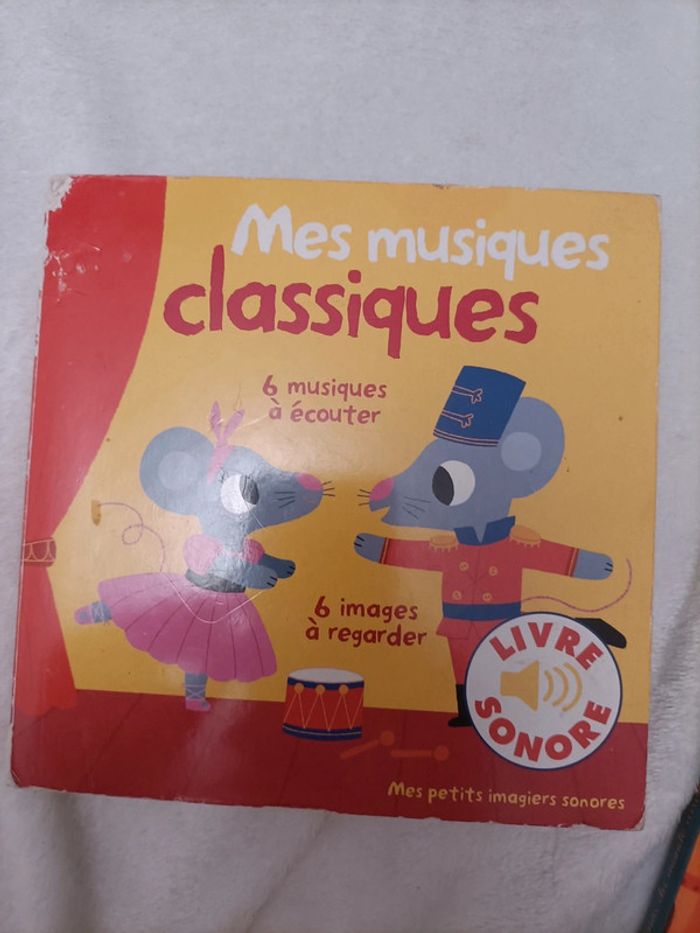 Mes musiques
classiques
6 musiques
à écouter
6 images
à regarder
LIVRE
SONORE
Mes petits imagiers sonores